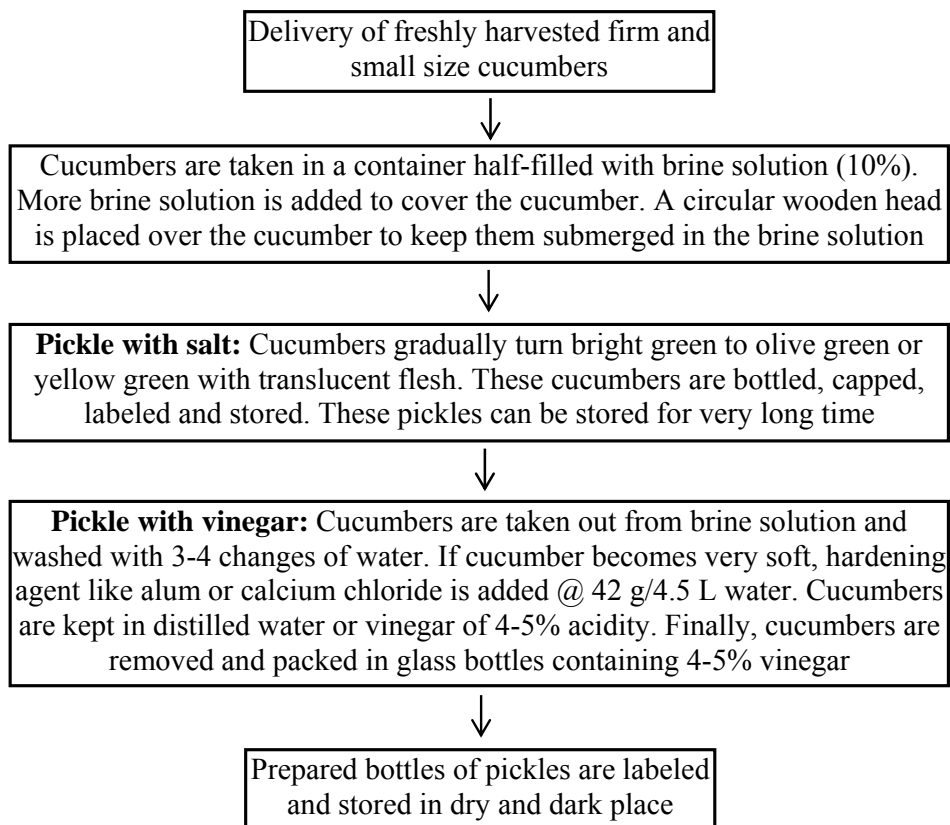 Delivery of freshly harvested firm and
small size cucumbers
Cucumbers are taken in a container half-filled with brine solution (10%).
More brine solution is added to cover the cucumber. A circular wooden head
is placed over the cucumber to keep them submerged in the brine solution
Pickle with salt: Cucumbers gradually turn bright green to olive green or
yellow green with translucent flesh. These cucumbers are bottled, capped,
labeled and stored. These pickles can be stored for very long time
Pickle with vinegar: Cucumbers are taken out from brine solution and
washed with 3-4 changes of water. If cucumber becomes very soft, hardening
agent like alum or calcium chloride is added @ 42 g/4.5 L water. Cucumbers
are kept in distilled water or vinegar of 4-5% acidity. Finally, cucumbers are
removed and packed in glass bottles containing 4-5% vinegar
Prepared bottles of pickles are labeled
and stored in dry and dark place